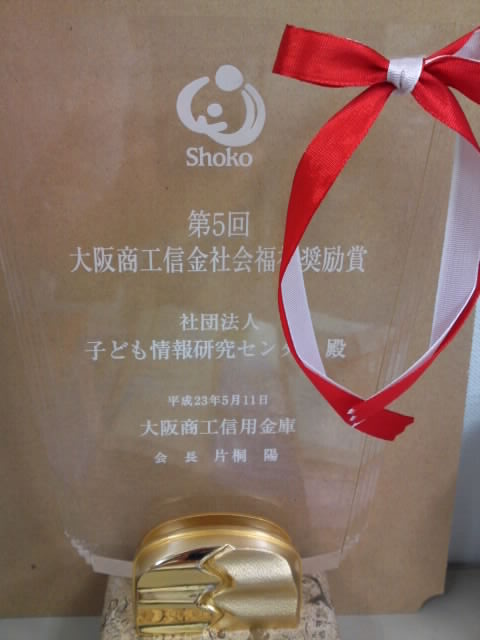 Shoko
第5回
大阪商工信金社会福祉奨励賞
社団法人
子ども情報研究センター 殿
平成23年5月11日
大阪商工信用金庫
会 長 片桐 陽